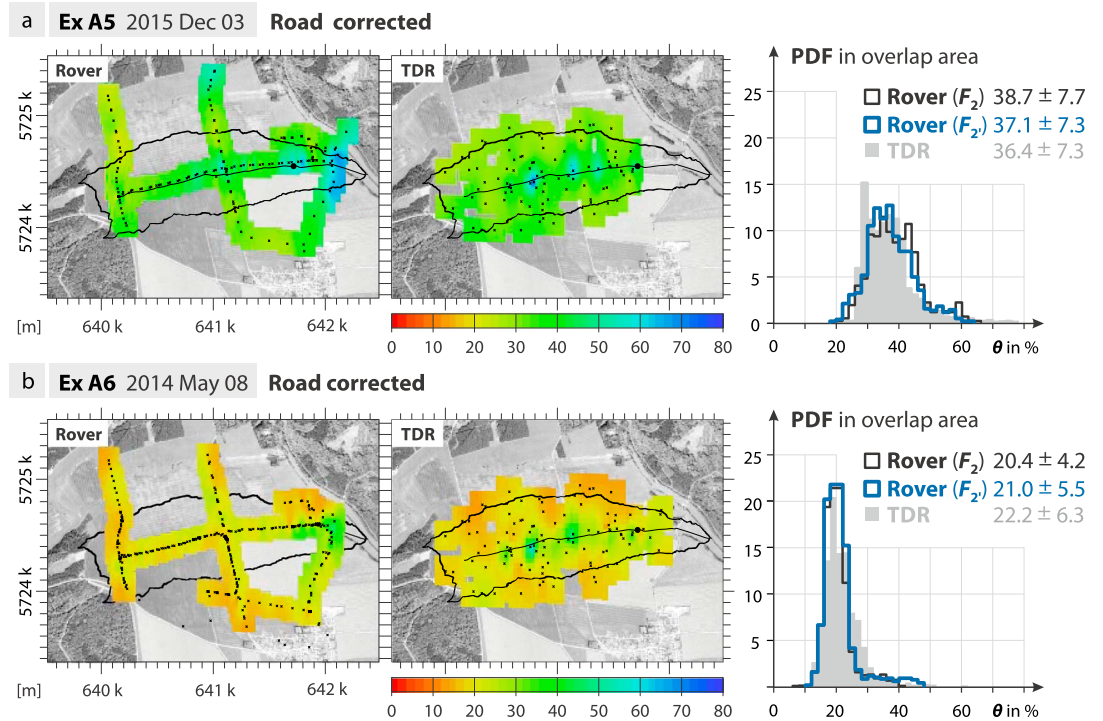 a Ex A5 2015 Dec 03 Road corrected
Rover
TDR
5725 k
5724 k
[m] 640 k 641 k 642 k
0 10 20 30 40 50 60 70 80
PDF in overlap area
25
20
15
10
5
0
Rover (F2) 38.7 ± 7.7
Rover (F2') 37.1 ± 7.3
TDR 36.4 ± 7.3
0 20 40 60 θ in %
b Ex A6 2014 May 08 Road corrected
Rover
TDR
5725 k
5724 k
[m] 640 k 641 k 642 k
0 10 20 30 40 50 60 70 80
PDF in overlap area
25
20
15
10
5
Rover (F2) 20.4 ± 4.2
Rover (F2') 21.0 ± 5.5
TDR 22.2 ± 6.3
0 20 40 60 θ in %